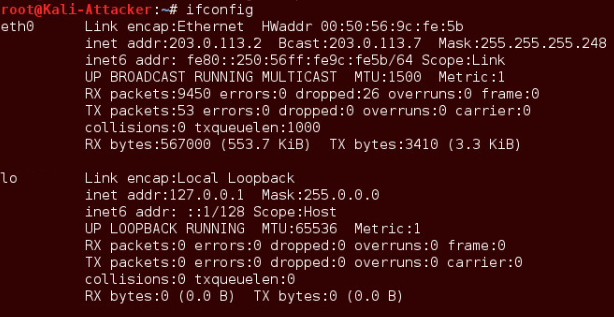 root@Kali-Attacker:~# ifconfig
eth0 Link encap:Ethernet HWaddr 00:50:56:9c:fe:5b
inet addr:203.0.113.2 Bcast:203.0.113.7 Mask:255.255.255.248
inet6 addr: fe80::250:56ff:fe9c:fe5b/64 Scope:Link
UP BROADCAST RUNNING MULTICAST MTU:1500 Metric:1
RX packets:9450 errors:0 dropped:26 overruns:0 frame:0
TX packets:53 errors:0 dropped:0 overruns:0 carrier:0
collisions:0 txqueuelen:1000
RX bytes:567000 (553.7 KiB) TX bytes:3410 (3.3 KiB)
lo Link encap:Local Loopback
inet addr:127.0.0.1 Mask:255.0.0.0
inet6 addr: ::1/128 Scope:Host
UP LOOPBACK RUNNING MTU:65536 Metric:1
RX packets:0 errors:0 dropped:0 overruns:0 frame:0
TX packets:0 errors:0 dropped:0 overruns:0 carrier:0
collisions:0 txqueuelen:0
RX bytes:0 (0.0 B) TX bytes:0 (0.0 B)